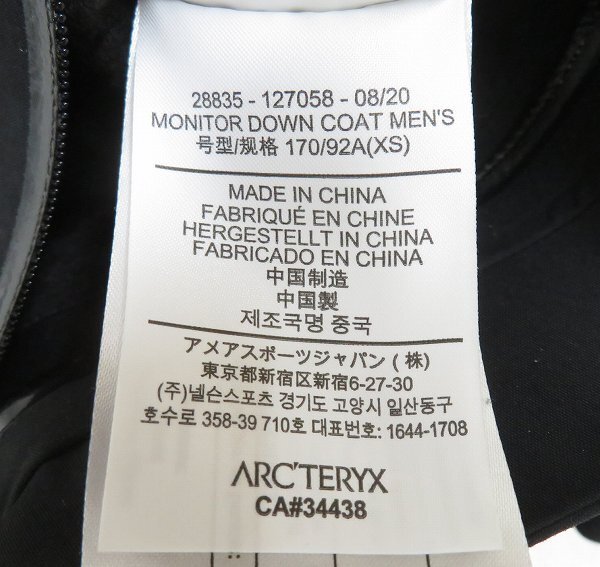 28835 - 127058 - 08/20
MONITOR DOWN COAT MEN'S
号型/规格 170/92A(XS)
MADE IN CHINA
FABRIQUÉ EN CHINE
HERGESTELLT IN CHINA
FABRICADO EN CHINA
中国制造
中国製
제조국명 중국
アメアスポーツジャパン ( 株)
東京都新宿区新宿6-27-30
(주)넬슨스포츠 경기도 고양시 일산동구
호수로 358-39 710호 대표번호: 1644-1708
ARC'TERYX
CA#34438